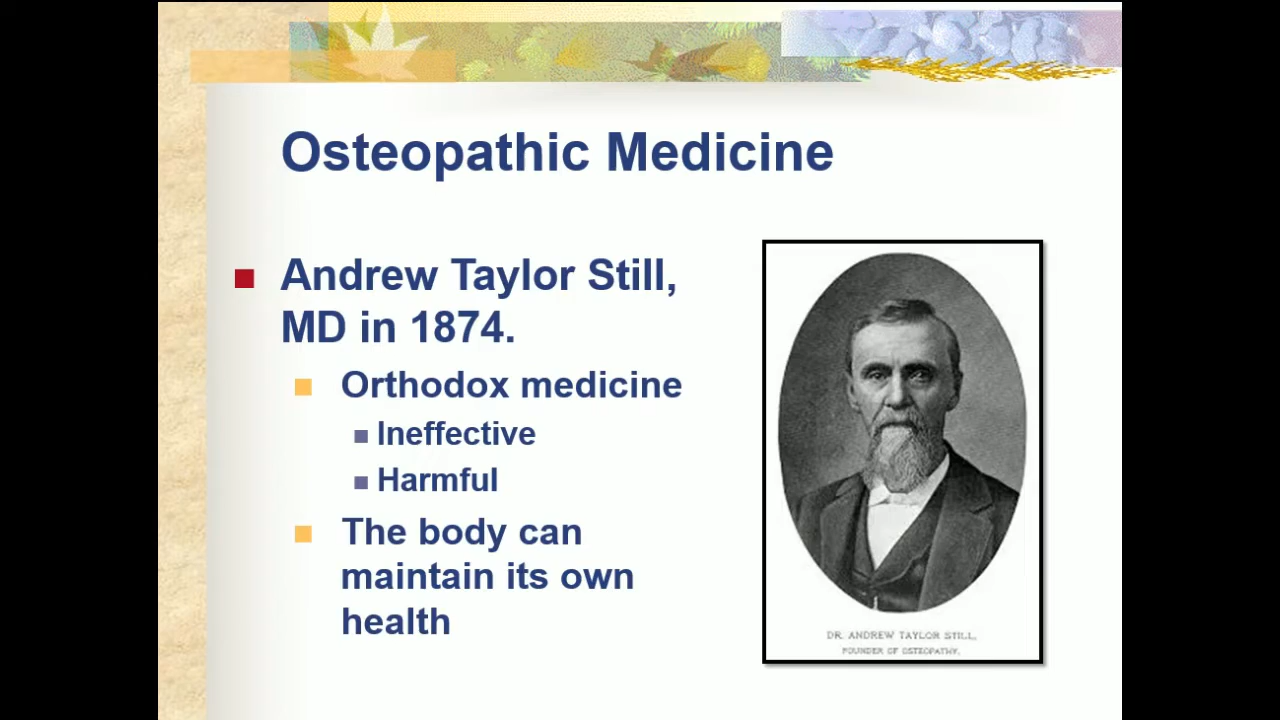 Osteopathic Medicine
Andrew Taylor Still,
MD in 1874.
Orthodox medicine
Ineffective
Harmful
The body can
maintain its own
health
DR. ANDREW TAYLOR STILL,
FOUNDER OF OSTEOPATHY.